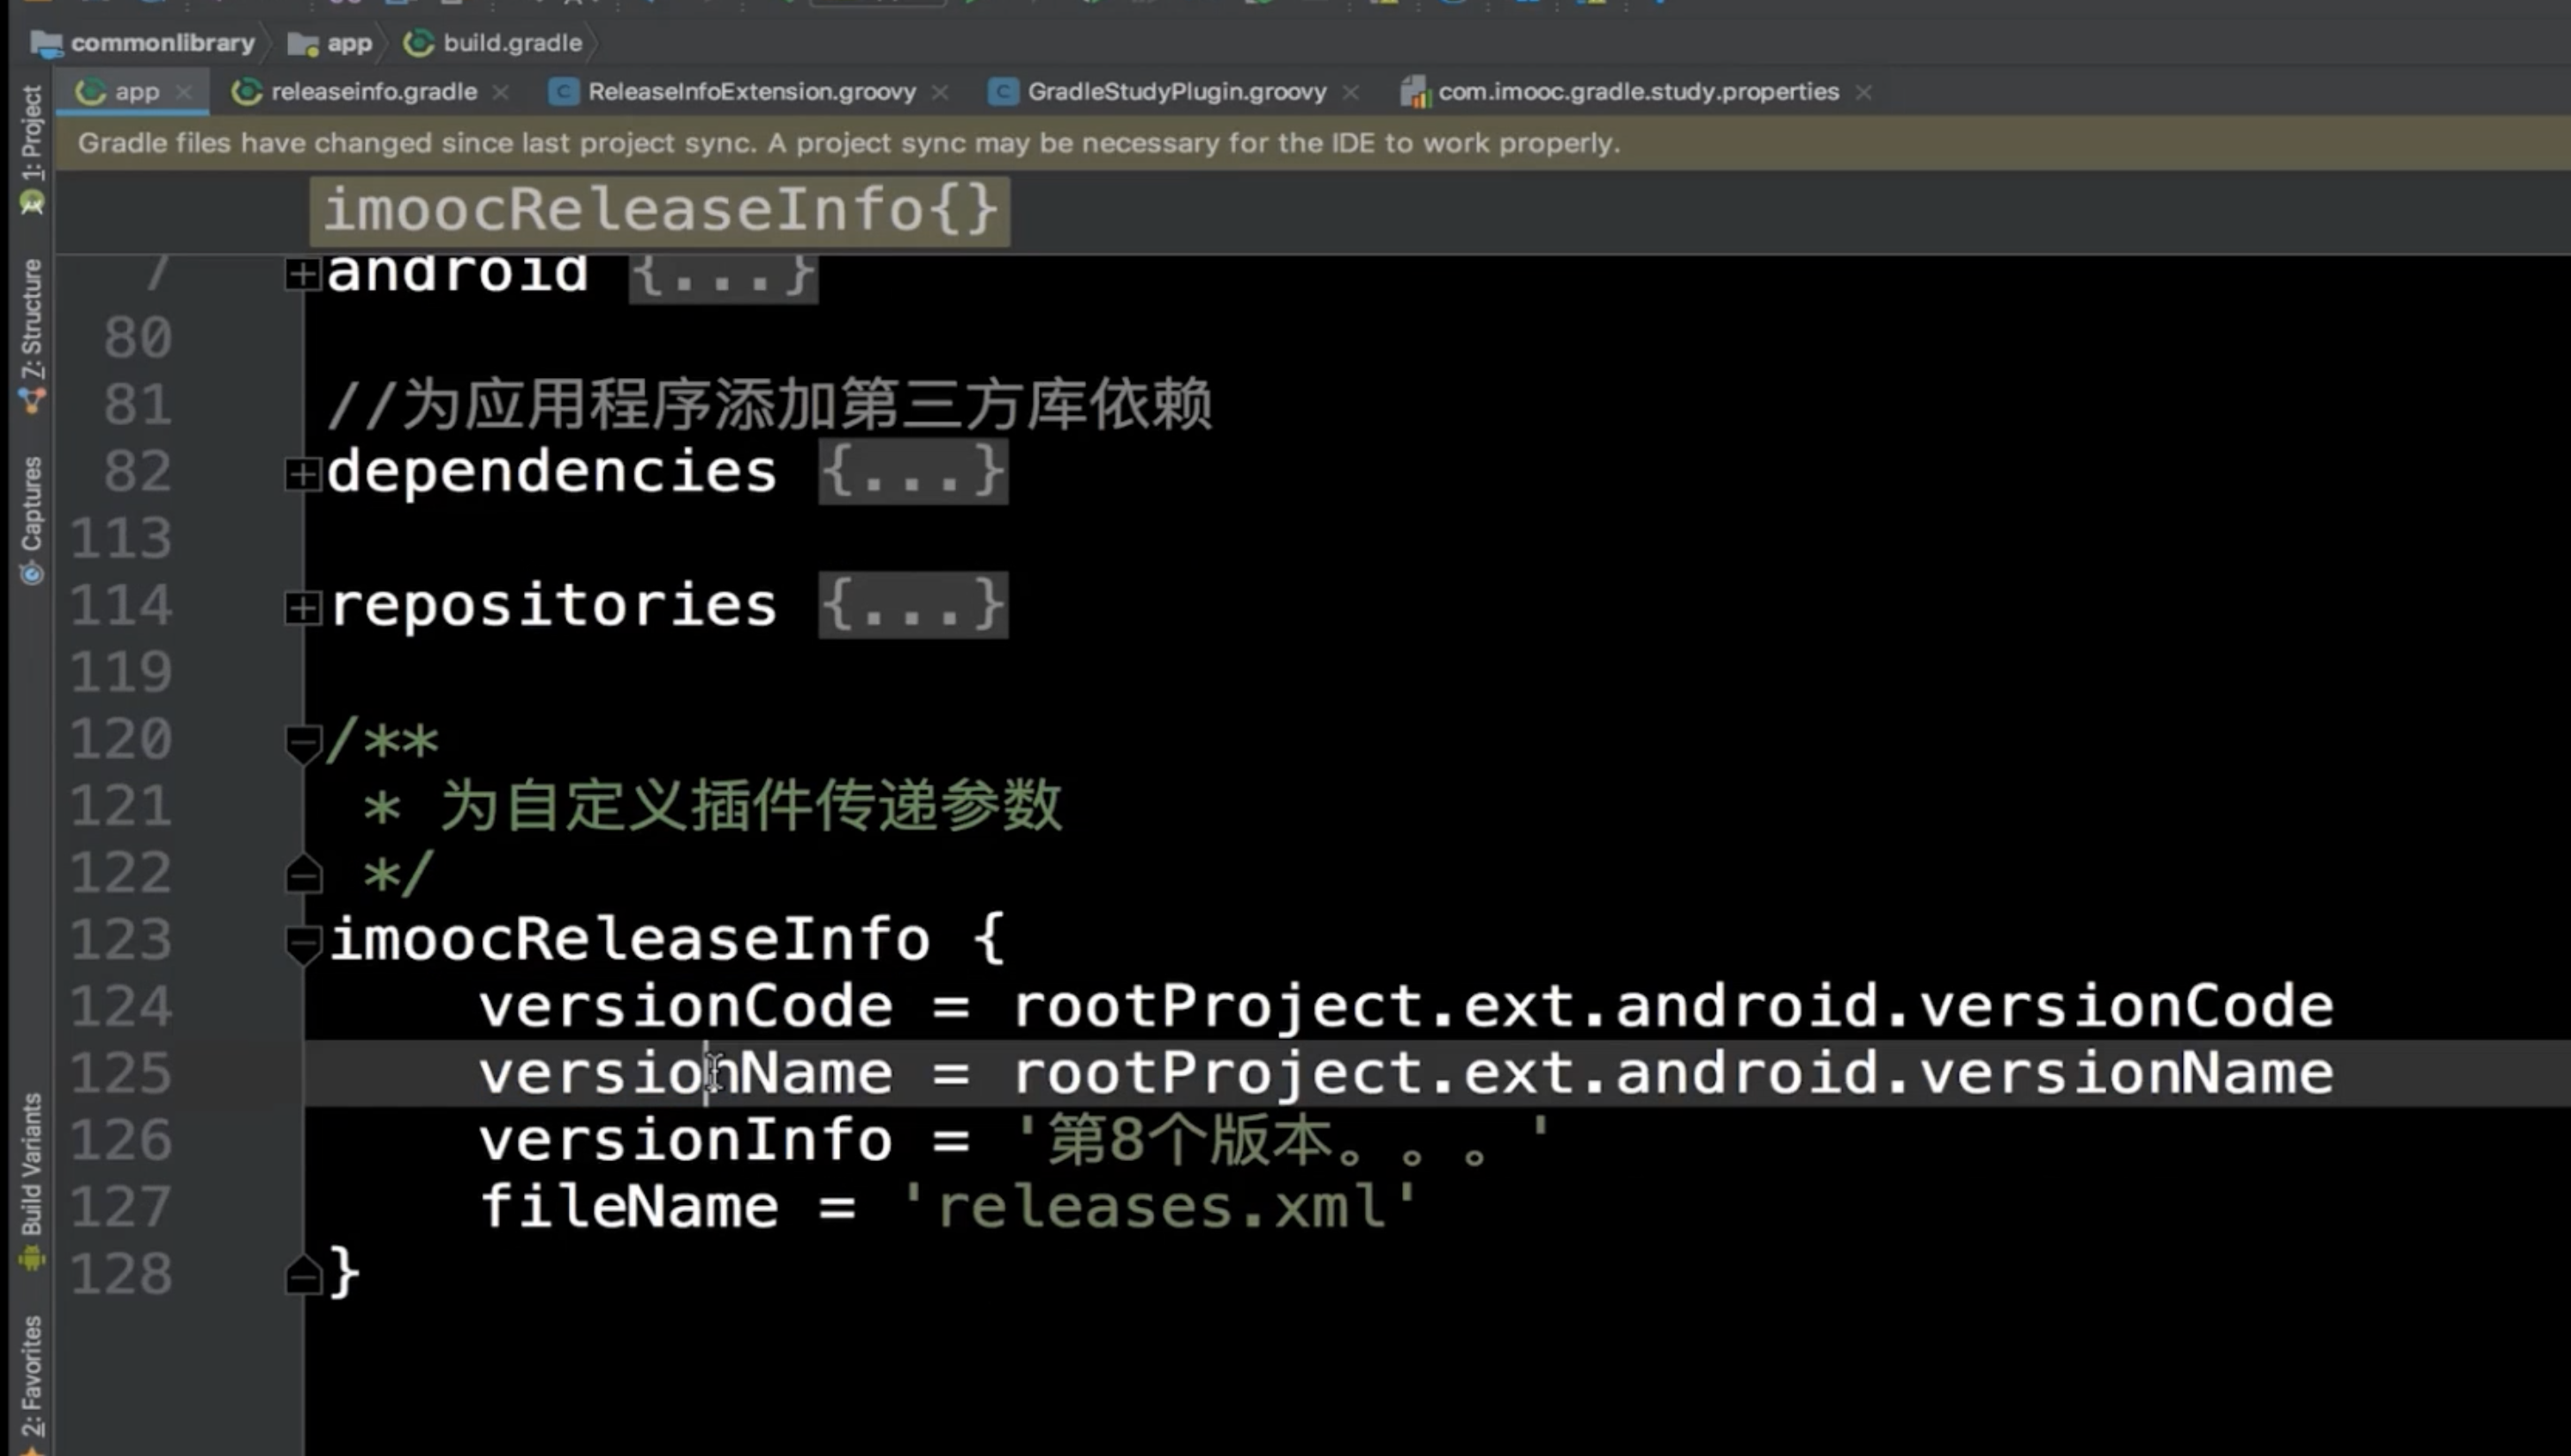 commonlibrary app build.gradle
app releaseinfo.gradle ReleaseInfoExtension.groovy GradleStudyPlugin.groovy com.imooc.gradle.study.properties
Gradle files have changed since last project sync. A project sync may be necessary for the IDE to work properly.
imoocReleaseInfo{}
7 android {...}
80
81 //为应用程序添加第三方库依赖
82 dependencies {...}
113
114 repositories {...}
119
120 /**
121 * 为自定义插件传递参数
122 */
123 imoocReleaseInfo {
124 versionCode = rootProject.ext.android.versionCode
125 versionName = rootProject.ext.android.versionName
126 versionInfo = '第8个版本。。。'
127 fileName = 'releases.xml'
128 }
1: Project
7: Structure
Captures
Build Variants
2: Favorites